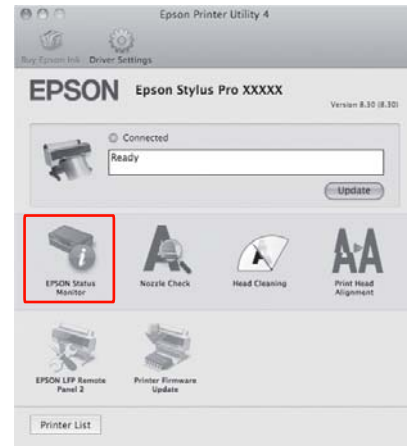 Epson Printer Utility 4
Buy Epson Ink Driver Settings
EPSON Epson Stylus Pro XXXXX
Version 8.30 (8.30)
Connected
Ready
Update
EPSON Status
Monitor
Nozzle Check
Head Cleaning
Print Head
Alignment
EPSON LFP Remote
Panel 2
Printer Firmware
Update
Printer List